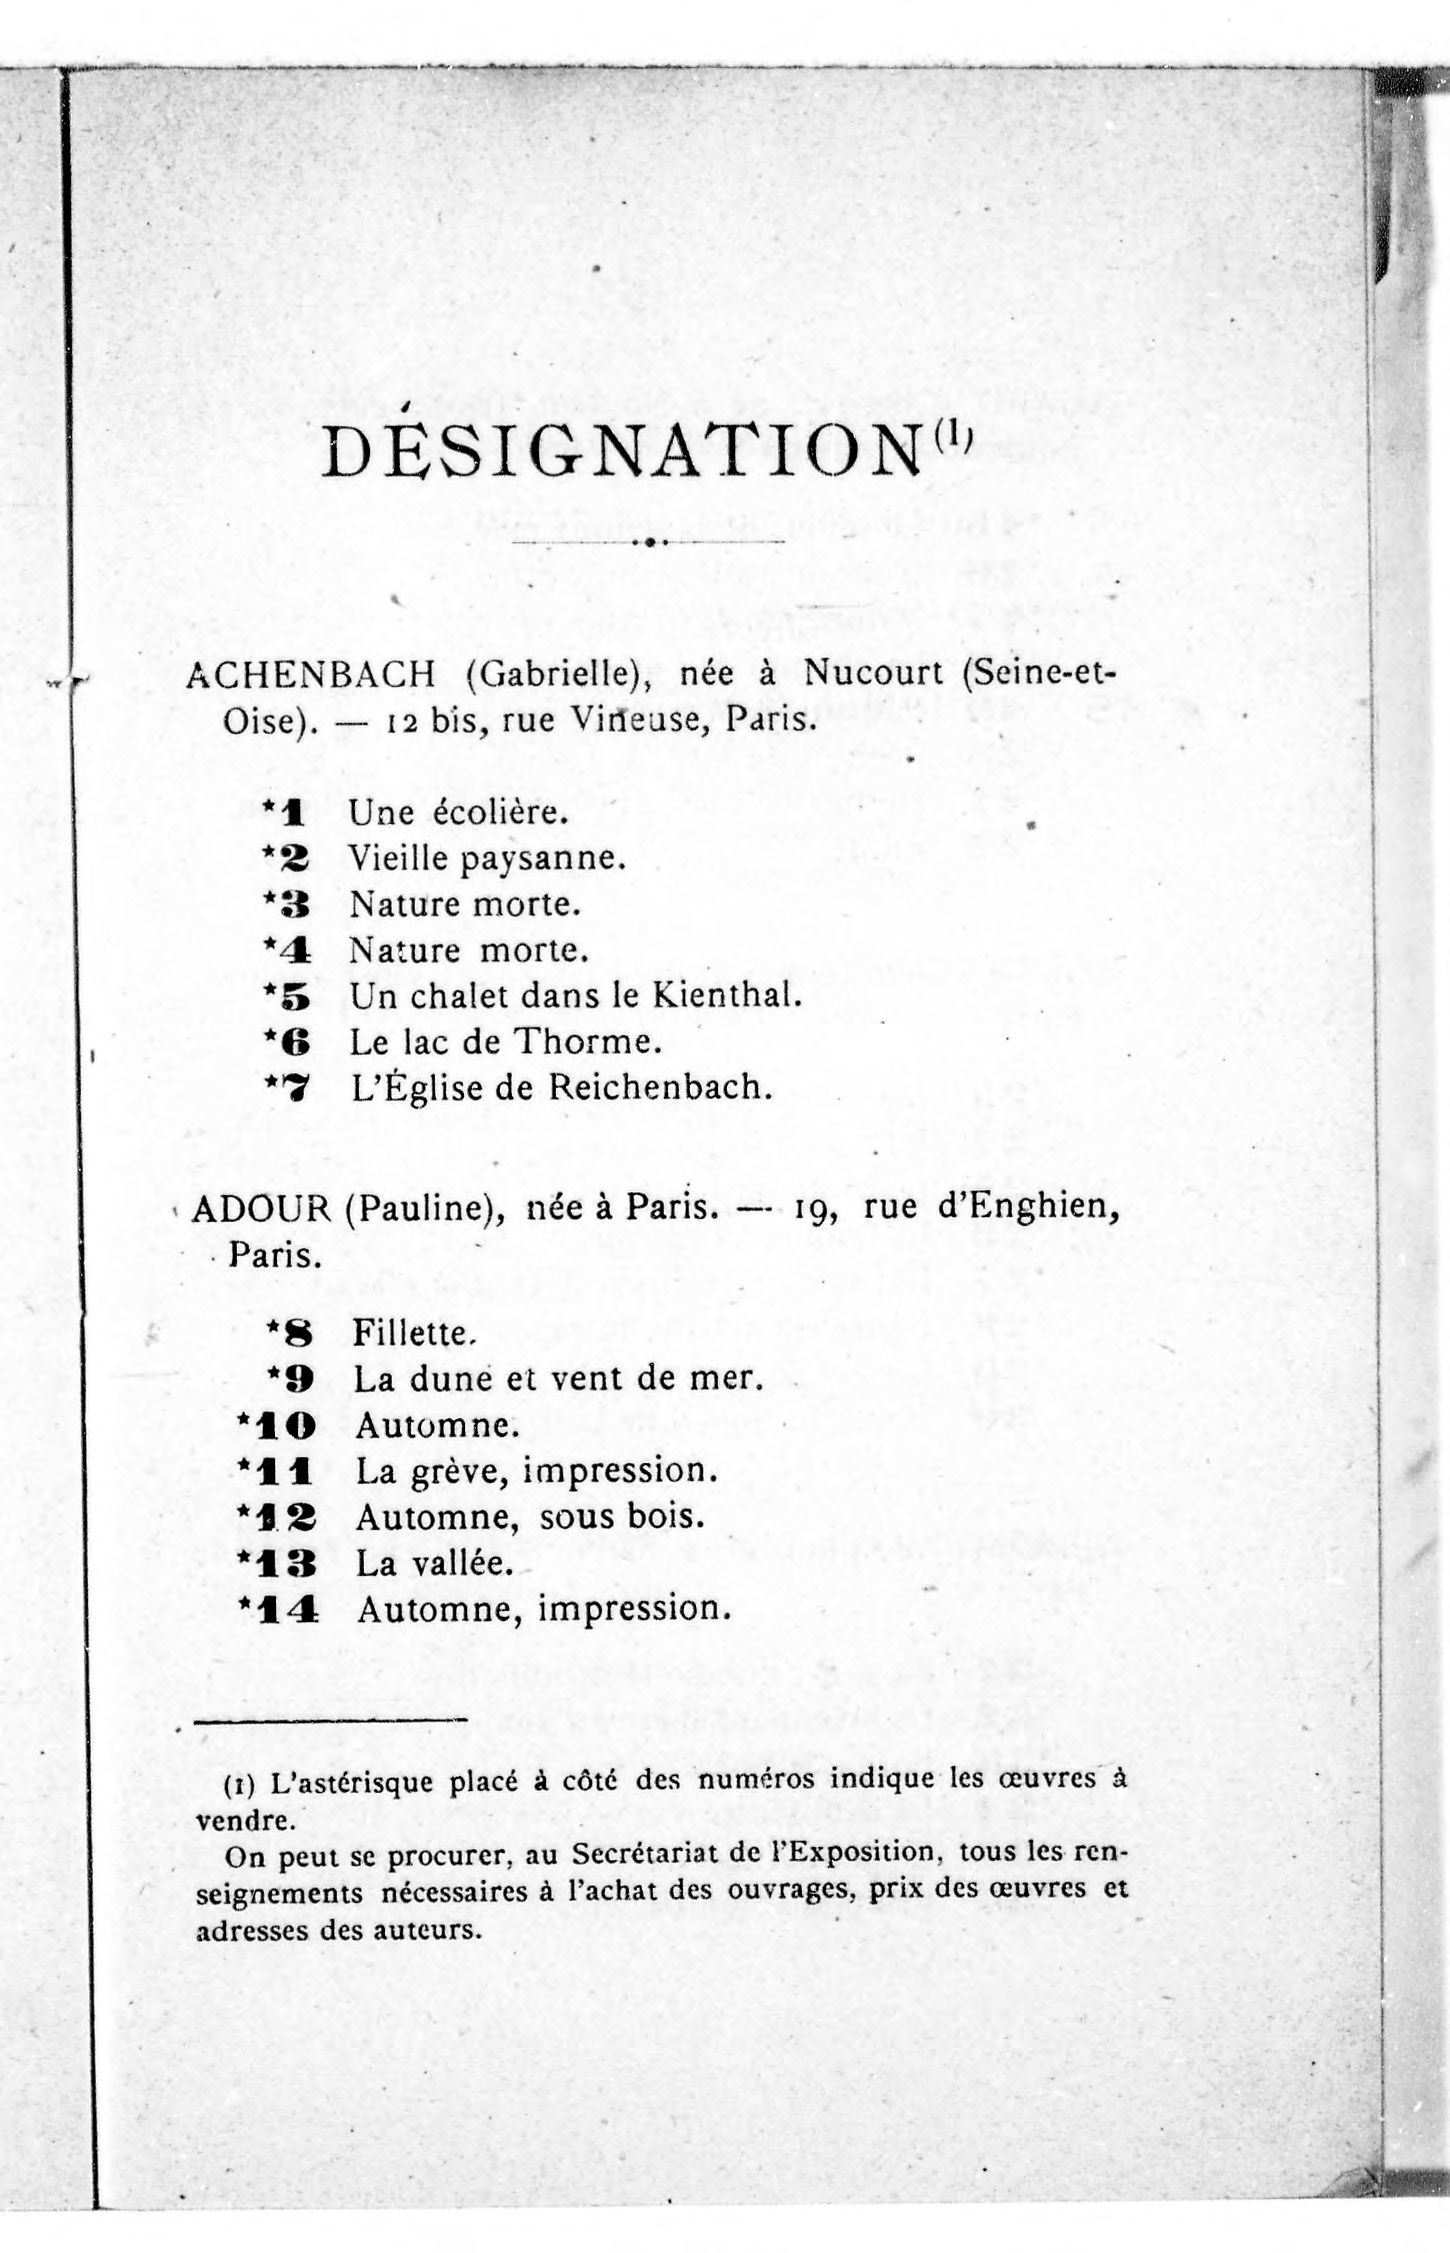 DÉSIGNATION(1)
ACHENBACH (Gabrielle), née à Nucourt (Seine-et-
Oise). — 12 bis, rue Vineuse, Paris.
*1 Une écolière.
*2 Vieille paysanne.
*3 Nature morte.
*4 Nature morte.
*5 Un chalet dans le Kienthal.
*6 Le lac de Thorme.
*7 L'Église de Reichenbach.
ADOUR (Pauline), née à Paris. — 19, rue d'Enghien,
Paris.
*8 Fillette.
*9 La dune et vent de mer.
*10 Automne.
*11 La grève, impression.
*12 Automne, sous bois.
*13 La vallée.
*14 Automne, impression.
(1) L'astérisque placé à côté des numéros indique les œuvres à
vendre.
On peut se procurer, au Secrétariat de l'Exposition, tous les ren-
seignements nécessaires à l'achat des ouvrages, prix des œuvres et
adresses des auteurs.